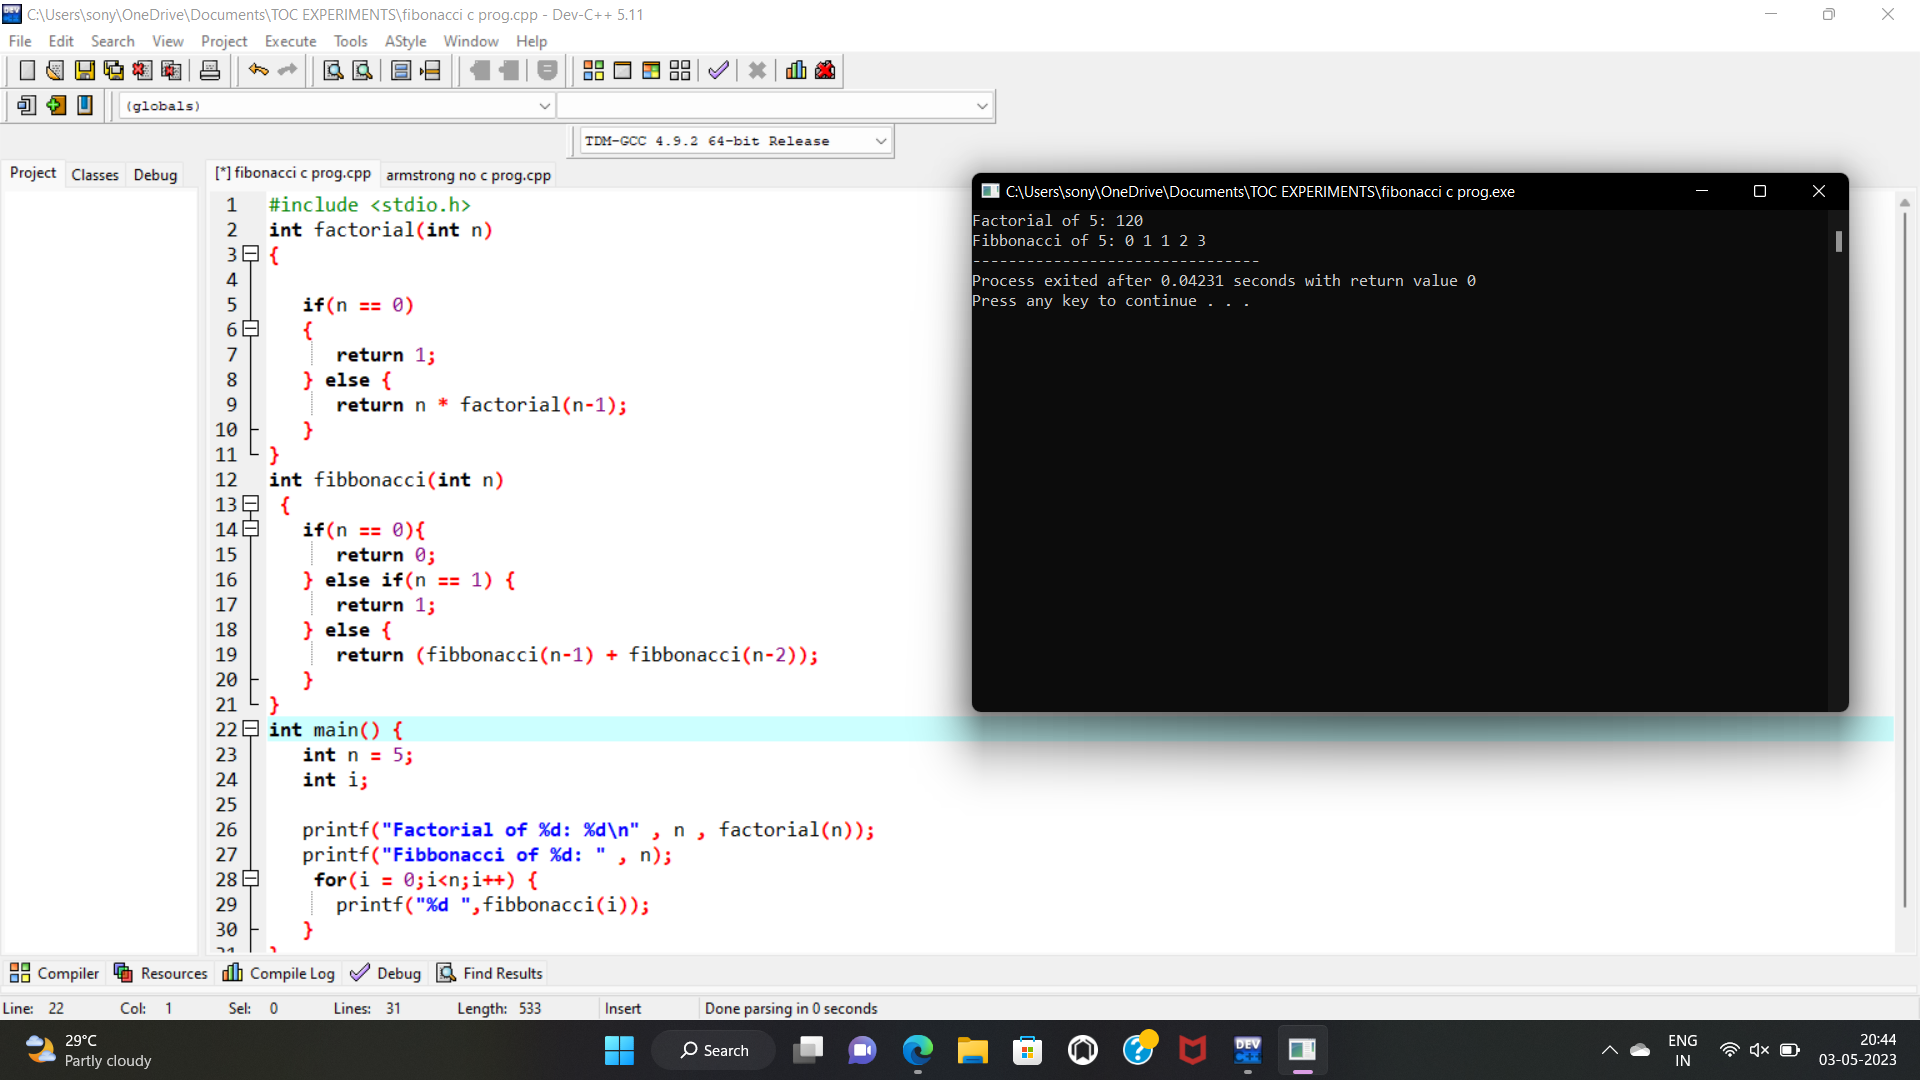 C:\Users\sony\OneDrive\Documents\TOC EXPERIMENTS\fibonacci c prog.cpp - Dev-C++ 5.11
File Edit Search View Project Execute Tools AStyle Window Help
(globals)
TDM-GCC 4.9.2 64-bit Release
Project Classes Debug
[*] fibonacci c prog.cpp armstrong no c prog.cpp
1 #include <stdio.h>
2 int factorial(int n)
3 {
4
5 if(n == 0)
6 {
7 return 1;
8 } else {
9 return n * factorial(n-1);
10 }
11 }
12 int fibbonacci(int n)
13 {
14 if(n == 0){
15 return 0;
16 } else if(n == 1) {
17 return 1;
18 } else {
19 return (fibbonacci(n-1) + fibbonacci(n-2));
20 }
21 }
22 int main() {
23 int n = 5;
24 int i;
25
26 printf("Factorial of %d: %d\n" , n , factorial(n));
27 printf("Fibbonacci of %d: " , n);
28 for(i = 0;i<n;i++) {
29 printf("%d ",fibbonacci(i));
30 }
31 }
C:\Users\sony\OneDrive\Documents\TOC EXPERIMENTS\fibonacci c prog.exe
Factorial of 5: 120
Fibbonacci of 5: 0 1 1 2 3
--------------------------------
Process exited after 0.04231 seconds with return value 0
Press any key to continue . . .
Compiler Resources Compile Log Debug Find Results
Line: 22 Col: 1 Sel: 0 Lines: 31 Length: 533 Insert Done parsing in 0 seconds
29°C
Partly cloudy
Search
DEV
C++
ENG
IN
20:44
03-05-2023